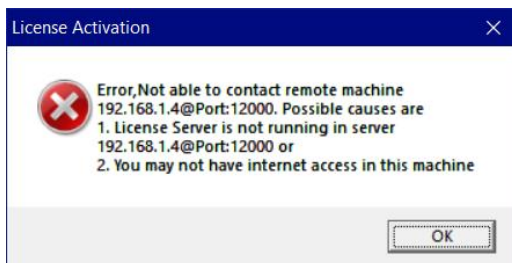 License Activation
Error,Not able to contact remote machine
192.168.1.4@Port:12000. Possible causes are
1. License Server is not running in server
192.168.1.4@Port:12000 or
2. You may not have internet access in this machine
OK